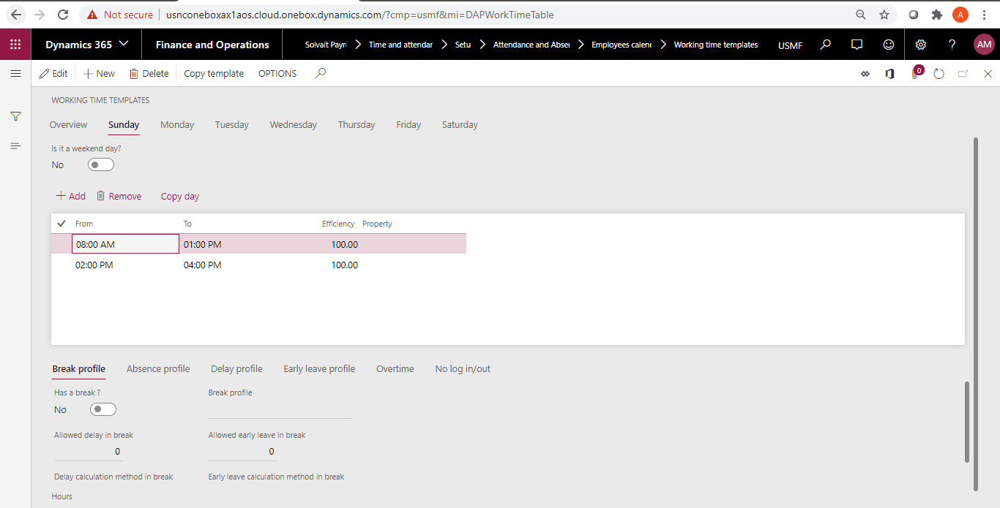 Not secure usnconeboxax1aos.cloud.onebox.dynamics.com/?cmp=usmf&mi=DAPWorkTimeTable A
Dynamics 365 Finance and Operations Solvait Payr Time and attendar Setu Attendance and Abser Employees calenc Working time templates USMF ? AM
Edit New Delete Copy template OPTIONS 0
WORKING TIME TEMPLATES
Overview Sunday Monday Tuesday Wednesday Thursday Friday Saturday
Is it a weekend day?
No
Add Remove Copy day
From To Efficiency Property
08:00 AM 01:00 PM 100.00
02:00 PM 04:00 PM 100.00
Break profile Absence profile Delay profile Early leave profile Overtime No log in/out
Has a break ? Break profile
No
Allowed delay in break Allowed early leave in break
0 0
Delay calculation method in break Early leave calculation method in break
Hours